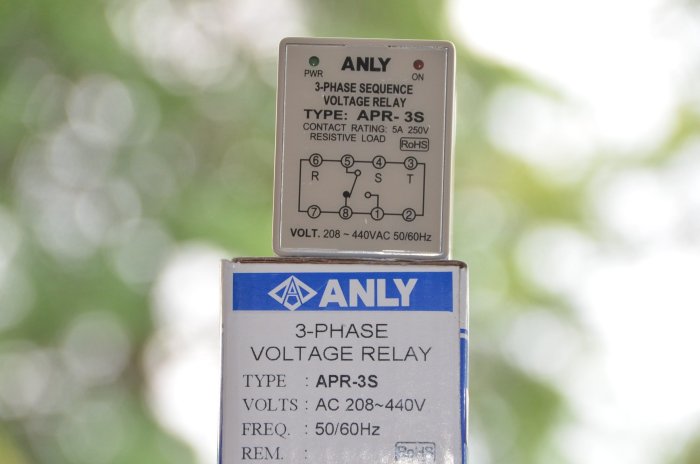 ANLY
PWR ON
3-PHASE SEQUENCE
VOLTAGE RELAY
TYPE: APR- 3S
CONTACT RATING: 5A 250V
RESISTIVE LOAD
RoHS
6 5 4 3
R S T
7 8 1 2
VOLT. 208 ~ 440VAC 50/60Hz
ANLY
3-PHASE
VOLTAGE RELAY
TYPE : APR-3S
VOLTS : AC 208~440V
FREQ. : 50/60Hz
REM. : RoHS